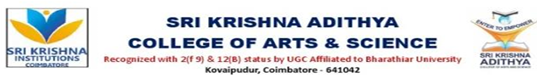 SRI KRISHNA
INSTITUTIONS
COIMBATORE
SRI KRISHNA ADITHYA
COLLEGE OF ARTS & SCIENCE
Recognized with 2(f 9) & 12(B) status by UGC Affiliated to Bharathiar University
Kovaipudur, Coimbatore - 641042
ENTER TO EMPOWER
SRI KRISHNA
ADITHYA